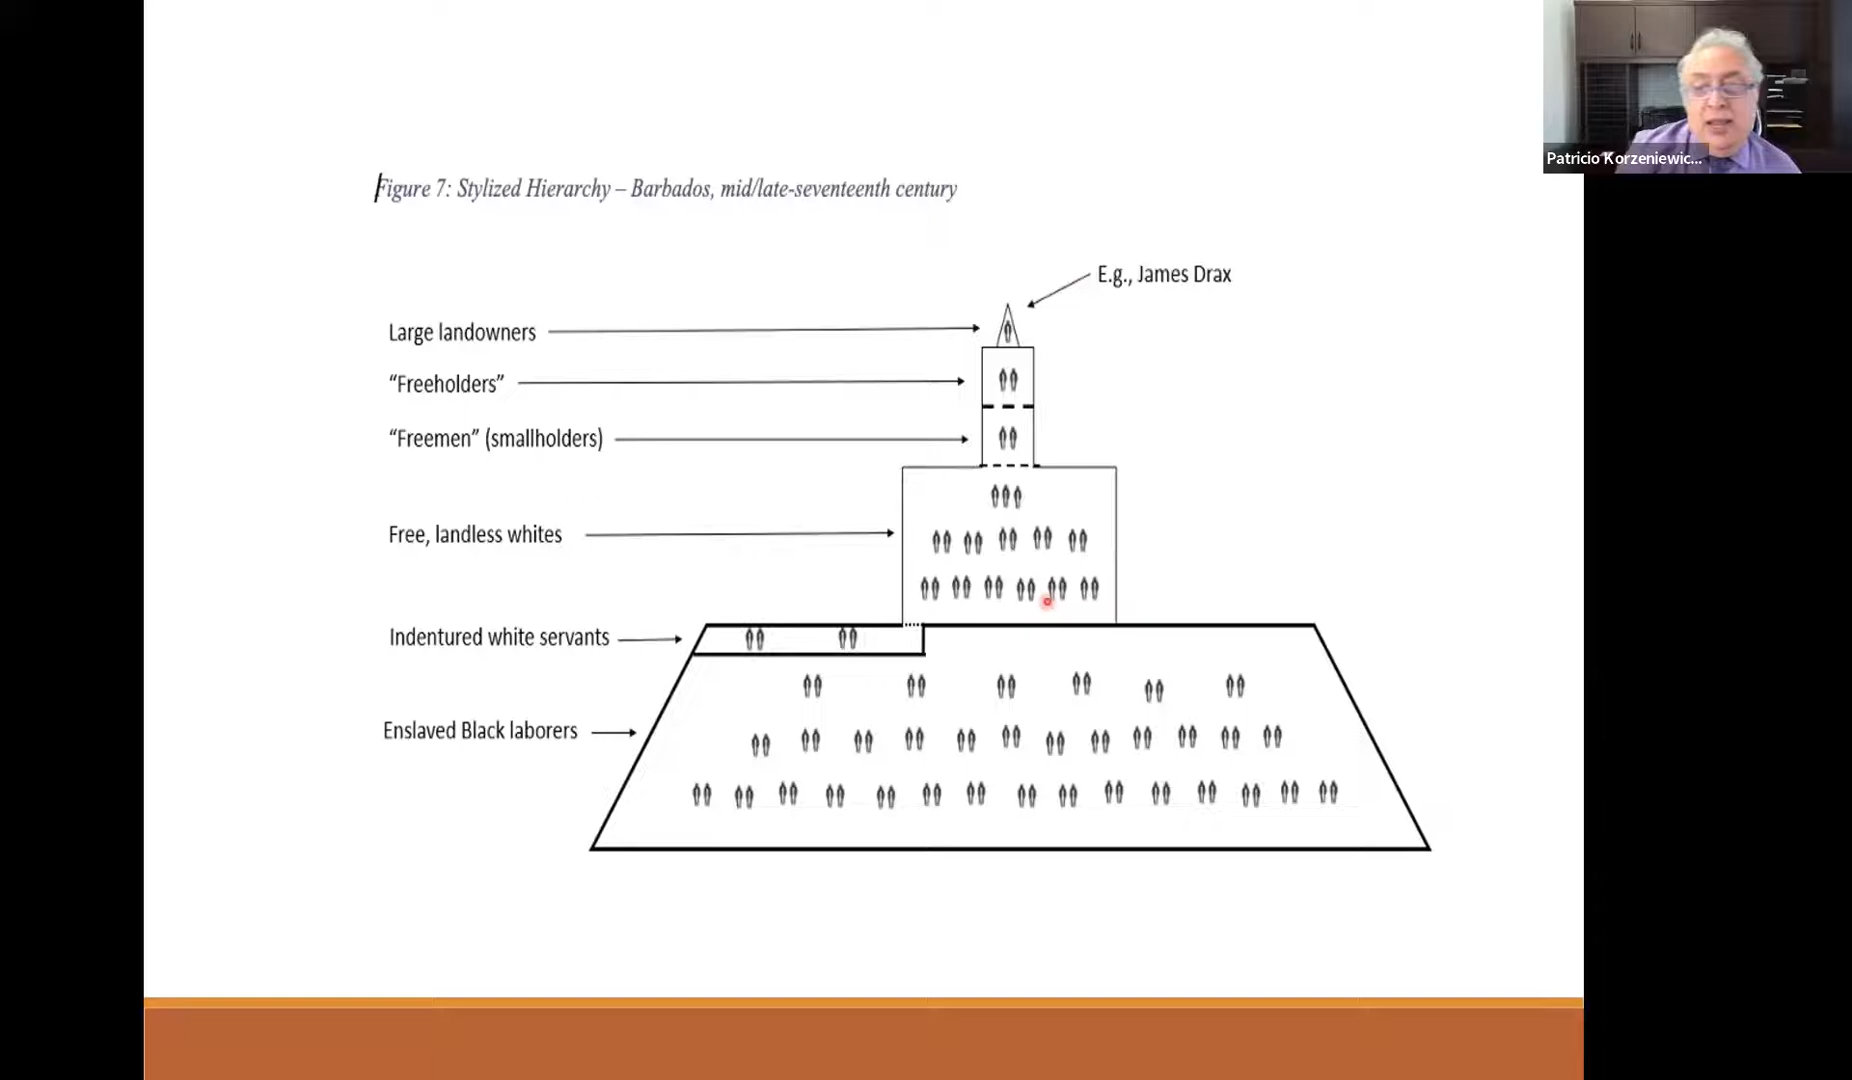 Patricio Korzeniewic...
Figure 7: Stylized Hierarchy – Barbados, mid/late-seventeenth century
E.g., James Drax
Large landowners
“Freeholders”
“Freemen” (smallholders)
Free, landless whites
Indentured white servants
Enslaved Black laborers